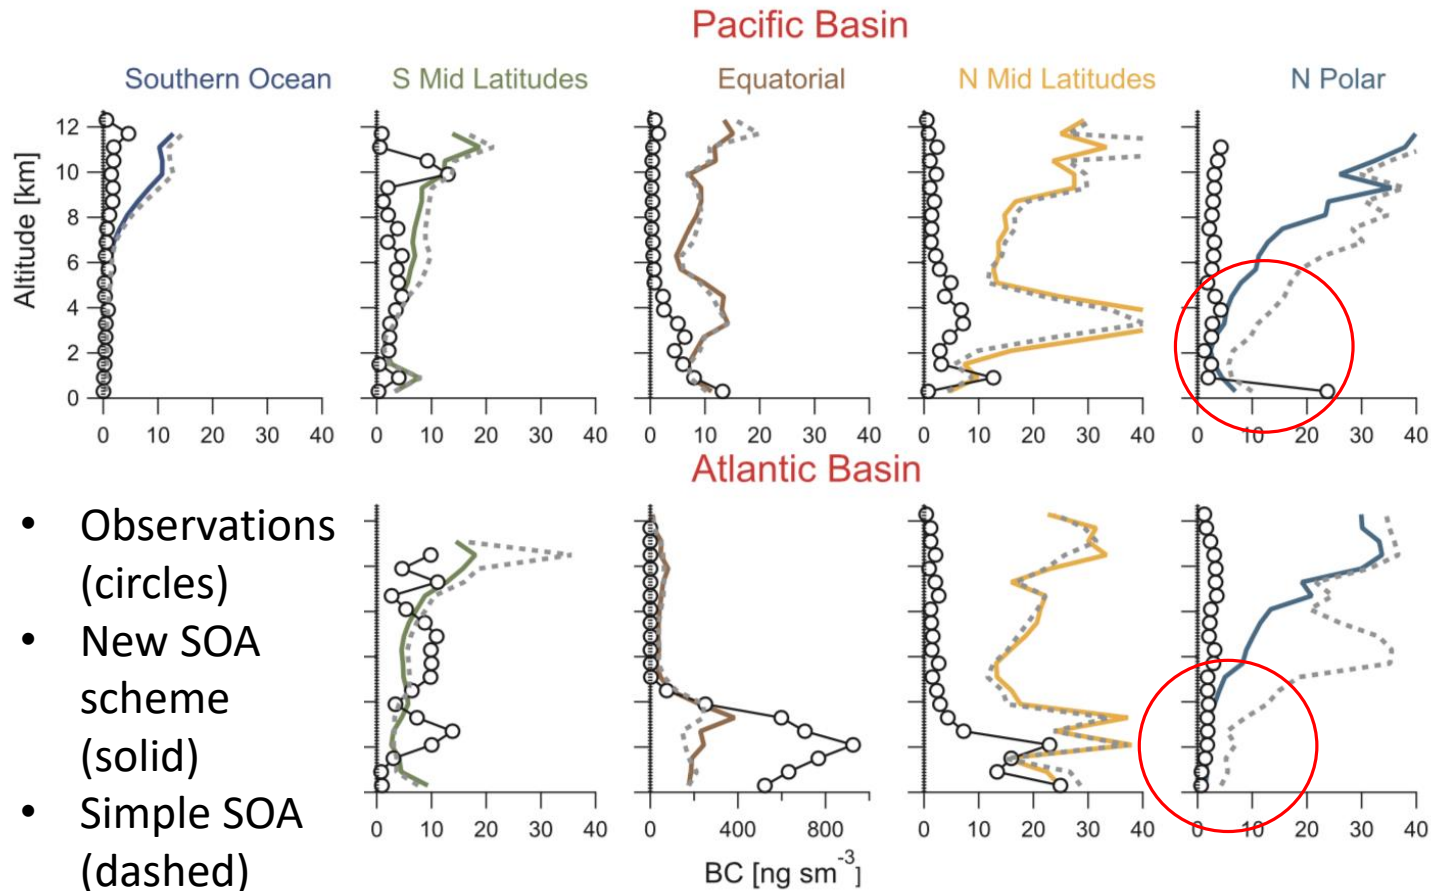 Pacific Basin
Southern Ocean
S Mid Latitudes
Equatorial
N Mid Latitudes
N Polar
Altitude [km]
12
10
8
6
4
2
0
0 10 20 30 40
0 10 20 30 40
0 10 20 30 40
0 10 20 30 40
0 10 20 30 40
Atlantic Basin
• Observations
(circles)
• New SOA
scheme
(solid)
• Simple SOA
(dashed)
0 10 20 30 40
0 400 800
0 10 20 30 40
0 10 20 30 40
BC [ng sm⁻³]